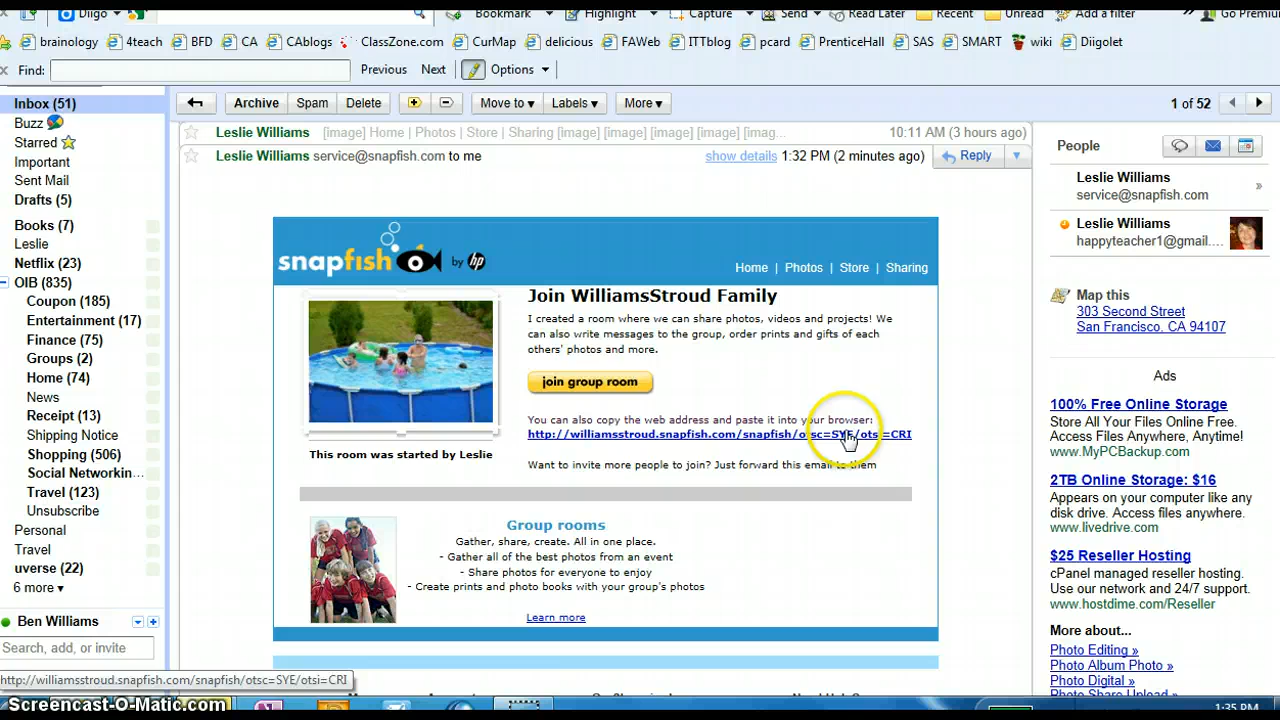 Diigo
Bookmark
Highlight
Capture
Send
Read Later
Recent
Unread
Add a filter
Go Premiu
brainology
4teach
BFD
CA
CAblogs
ClassZone.com
CurMap
delicious
FAWeb
ITTblog
pcard
PrenticeHall
SAS
SMART
wiki
Diigolet
Find:
Previous Next
Options
Inbox (51)
Buzz
Starred
Important
Sent Mail
Drafts (5)
Books (7)
Leslie
Netflix (23)
OIB (835)
Coupon (185)
Entertainment (17)
Finance (75)
Groups (2)
Home (74)
News
Receipt (13)
Shipping Notice
Shopping (506)
Social Networkin...
Travel (123)
Unsubscribe
Personal
Travel
uverse (22)
6 more
Ben Williams
Search, add, or invite
Archive
Spam
Delete
Move to
Labels
More
1 of 52
Leslie Williams [image] Home | Photos | Store | Sharing [image] [image] [image] [image] [imag... 10:11 AM (3 hours ago)
Leslie Williams service@snapfish.com to me show details 1:32 PM (2 minutes ago) Reply
snapfish by hp
Home | Photos | Store | Sharing
Join WilliamsStroud Family
I created a room where we can share photos, videos and projects! We
can also write messages to the group, order prints and gifts of each
others' photos and more.
join group room
You can also copy the web address and paste it into your browser:
http://williamsstroud.snapfish.com/snapfish/otsc=SYE/otsi=CRI
Want to invite more people to join? Just forward this email to them
This room was started by Leslie
Group rooms
Gather, share, create. All in one place.
- Gather all of the best photos from an event
- Share photos for everyone to enjoy
- Create prints and photo books with your group's photos
Learn more
People
Leslie Williams
service@snapfish.com
Leslie Williams
happyteacher1@gmail....
Map this
303 Second Street
San Francisco, CA 94107
Ads
100% Free Online Storage
Store All Your Files Online Free.
Access Files Anywhere, Anytime!
www.MyPCBackup.com
2TB Online Storage: $16
Appears on your computer like any
disk drive. Access files anywhere.
www.livedrive.com
$25 Reseller Hosting
cPanel managed reseller hosting.
Use our network and 24/7 support.
www.hostdime.com/Reseller
More about...
Photo Editing »
Photo Album Photo »
Photo Digital »
Photo Share Upload »
http://williamsstroud.snapfish.com/snapfish/otsc=SYE/otsi=CRI
Screencast-O-Matic.com
1:35 PM